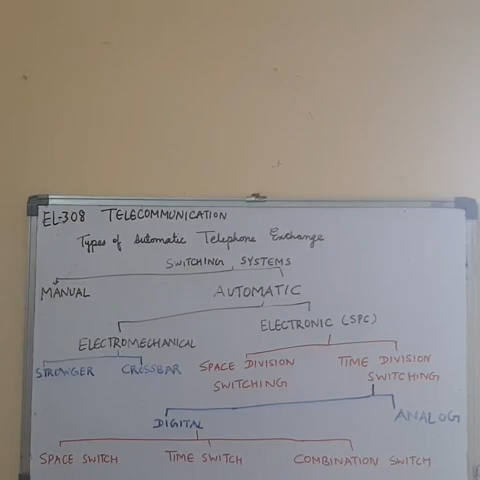 EL-308 TELECOMMUNICATION
Types of Automatic Telephone Exchange
SWITCHING SYSTEMS
MANUAL
AUTOMATIC
ELECTROMECHANICAL
ELECTRONIC (SPC)
STROWGER
CROSSBAR
SPACE DIVISION
SWITCHING
TIME DIVISION
SWITCHING
DIGITAL
ANALOG
SPACE SWITCH
TIME SWITCH
COMBINATION SWITCH